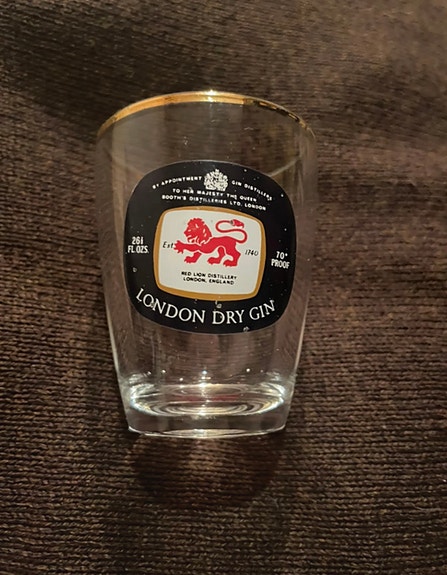 BY APPOINTMENT GIN DISTILLERS
TO HER MAJESTY THE QUEEN
BOOTH'S DISTILLERIES LTD. LONDON
26⅔
FL.OZS.
Est. 1740
70°
PROOF
RED LION DISTILLERY
LONDON, ENGLAND
LONDON DRY GIN